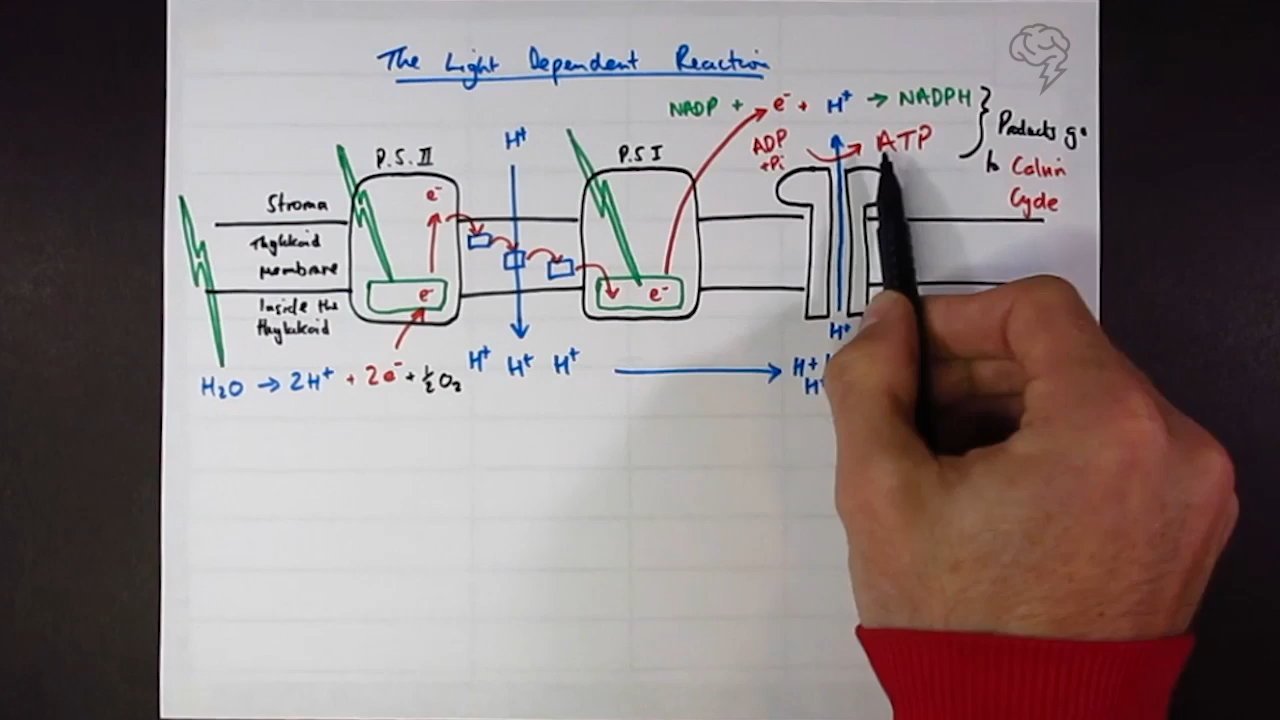 The Light Dependent Reaction
NADP + e⁻ + H⁺ → NADPH
Products go
to Calvin
Cycle
ADP
+Pi
ATP
H⁺
P.S. II
P.S I
e⁻
Stroma
Thylakoid
membrane
Inside the
thylakoid
e⁻
e⁻
H⁺
H₂O → 2H⁺ + 2e⁻ + ½O₂
H⁺ H⁺ H⁺
H+
H⁺